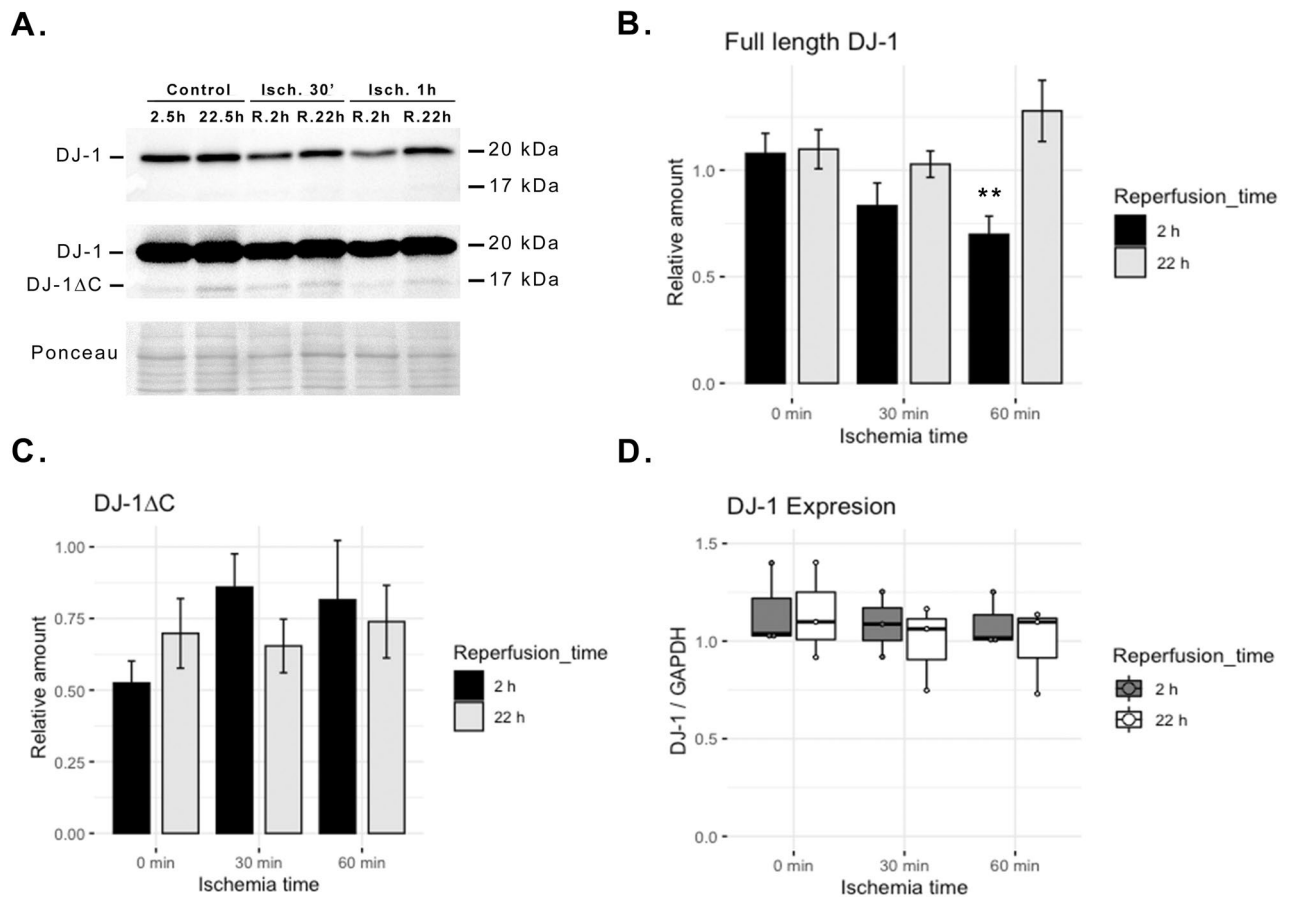 A.
Control Isch. 30’ Isch. 1h
2.5h 22.5h R.2h R.22h R.2h R.22h
DJ-1
20 kDa
17 kDa
DJ-1
20 kDa
DJ-1ΔC
17 kDa
Ponceau
B.
Full length DJ-1
Relative amount
1.0
0.5
0.0
**
0 min 30 min 60 min
Ischemia time
Reperfusion_time
2 h
22 h
C.
DJ-1ΔC
Relative amount
1.00
0.75
0.50
0.25
0.00
0 min 30 min 60 min
Ischemia time
Reperfusion_time
2 h
22 h
D.
DJ-1 Expresion
DJ-1 / GAPDH
1.5
1.0
0.5
0.0
0 min 30 min 60 min
Ischemia time
Reperfusion_time
2 h
22 h